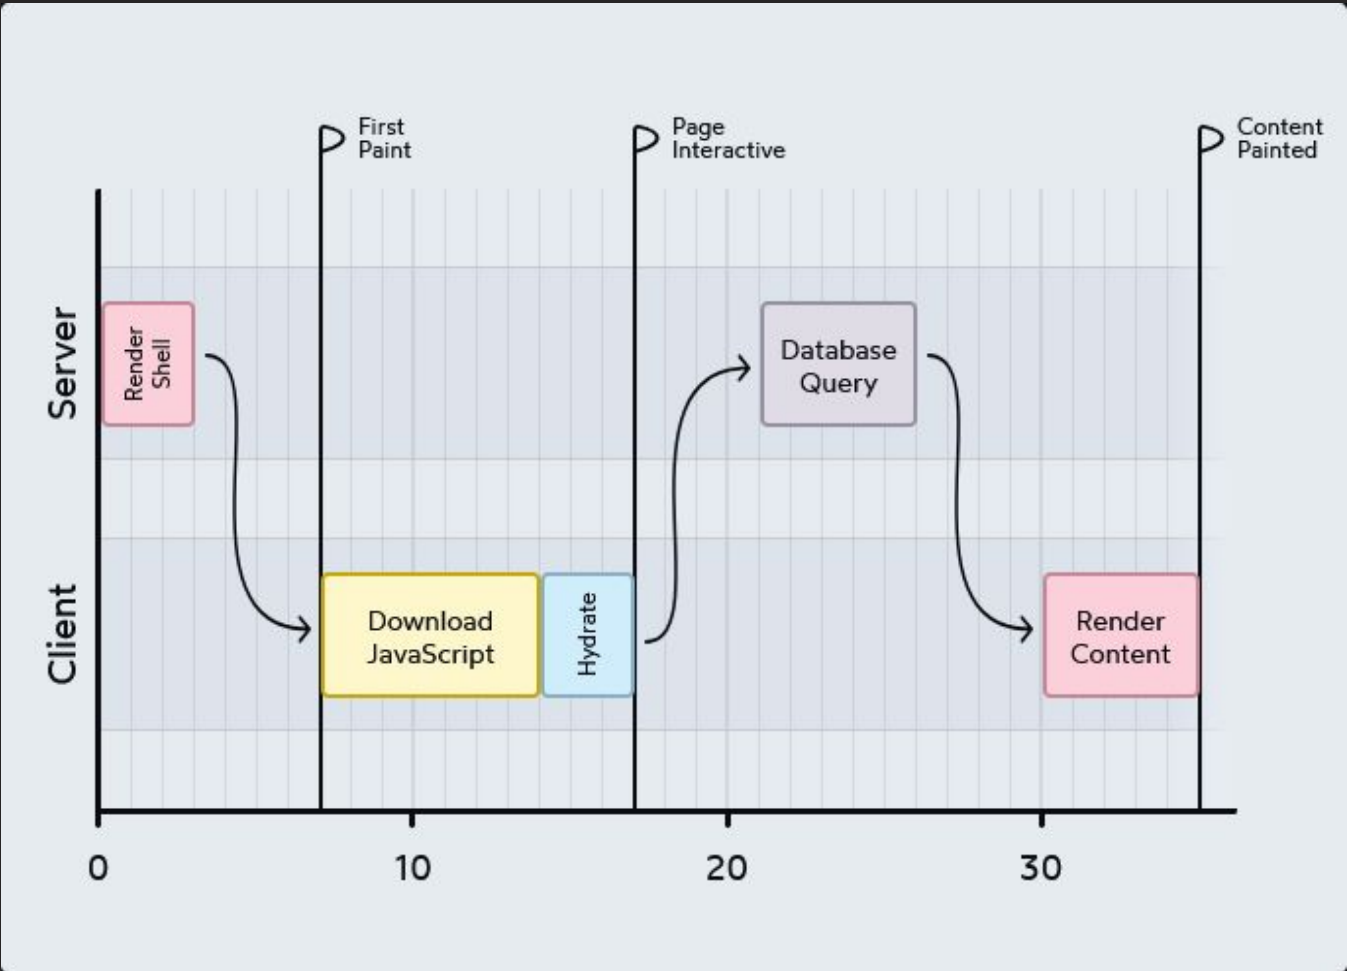 First
Paint
Page
Interactive
Content
Painted
Server
Render
Shell
Database
Query
Client
Download
JavaScript
Hydrate
Render
Content
0
10
20
30